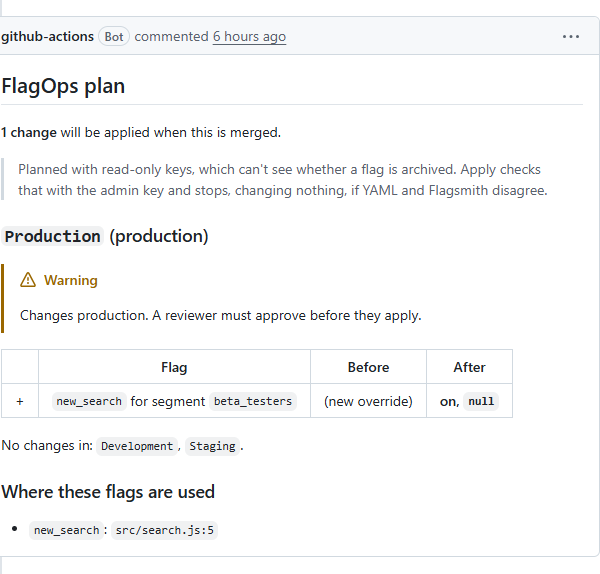 github-actions Bot commented 6 hours ago ...
FlagOps plan
1 change will be applied when this is merged.
Planned with read-only keys, which can't see whether a flag is archived. Apply checks
that with the admin key and stops, changing nothing, if YAML and Flagsmith disagree.
Production (production)
Warning
Changes production. A reviewer must approve before they apply.
Flag Before After
+ new_search for segment beta_testers (new override) on, null
No changes in: Development, Staging.
Where these flags are used
• new_search: src/search.js:5